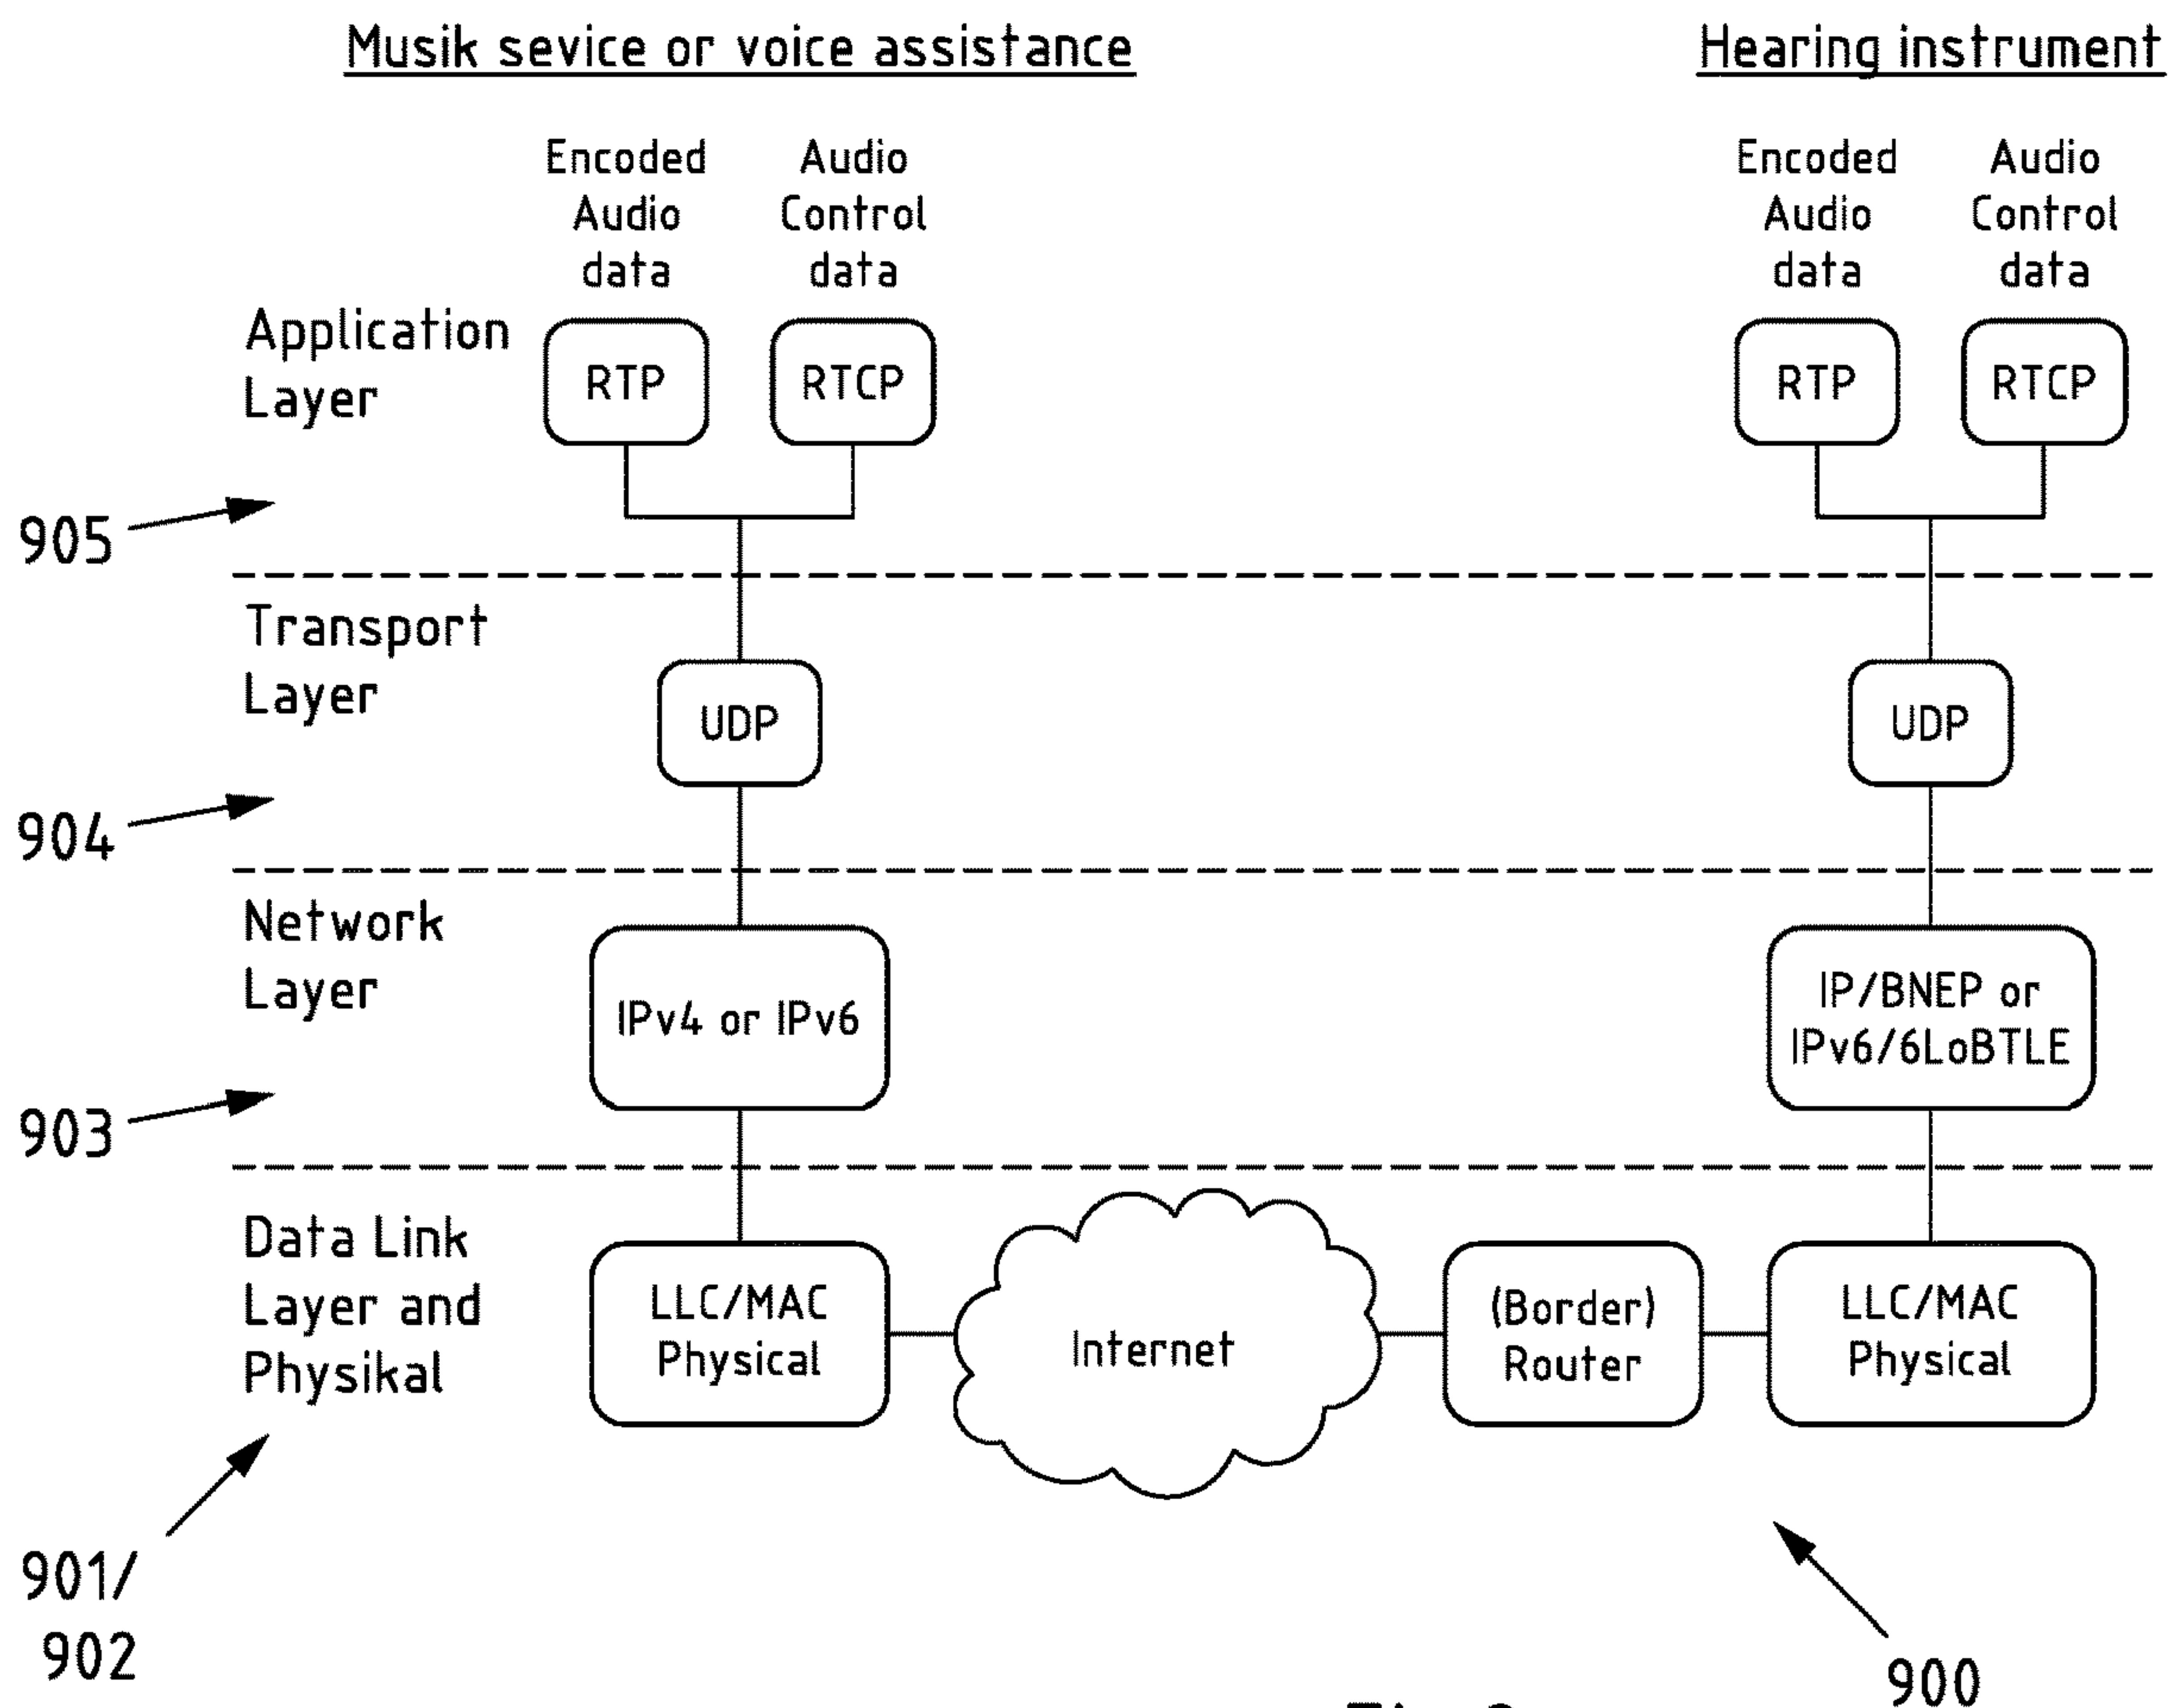 Musik sevice or voice assistance
Hearing instrument
Encoded
Audio
data
Audio
Control
data
Encoded
Audio
data
Audio
Control
data
Application
Layer
RTP
RTCP
RTP
RTCP
905
Transport
Layer
UDP
UDP
904
Network
Layer
IPv4 or IPv6
IP/BNEP or
IPv6/6LoBTLE
903
Data Link
Layer and
Physikal
LLC/MAC
Physical
Internet
(Border)
Router
LLC/MAC
Physical
901/
902
900